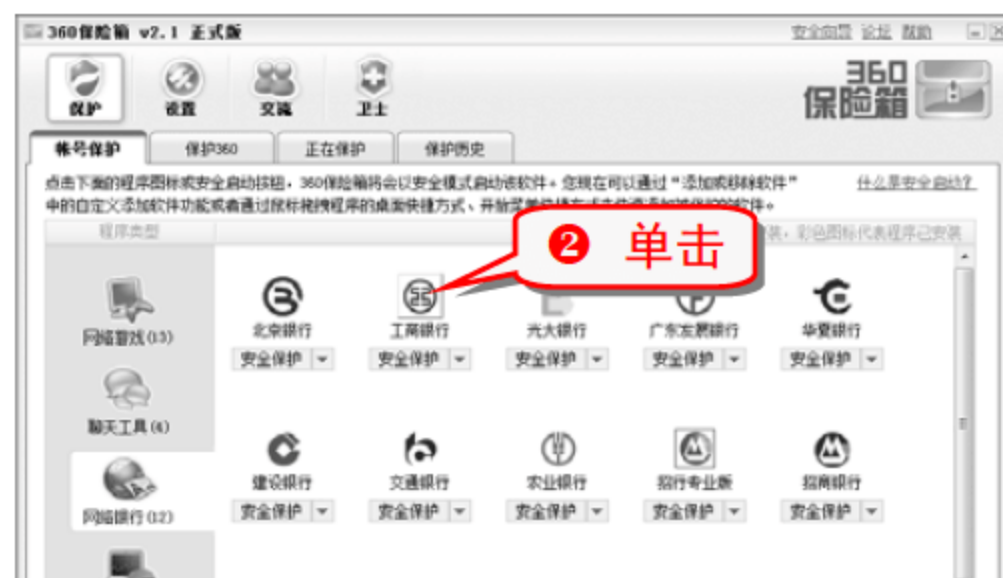 360保险箱 v2.1 正式版
安全向导 论坛 帮助
保护 设置 交流 卫士
360
保险箱
帐号保护 保护360 正在保护 保护历史
点击下面的程序图标或安全启动按钮，360保险箱将会以安全模式启动该软件。您现在可以通过“添加或移除软件”
什么是安全启动?
中的自定义添加软件功能或者通过鼠标拖拽程序的桌面快捷方式、开始菜单
程序类型
装，彩色图标代表程序已安装
❷ 单击
网络游戏(13)
北京银行 工商银行 光大银行 广东发展银行 华夏银行
安全保护 安全保护 安全保护 安全保护 安全保护
聊天工具(4)
建设银行 交通银行 农业银行 招行专业版 招商银行
网络银行(12)
安全保护 安全保护 安全保护 安全保护 安全保护